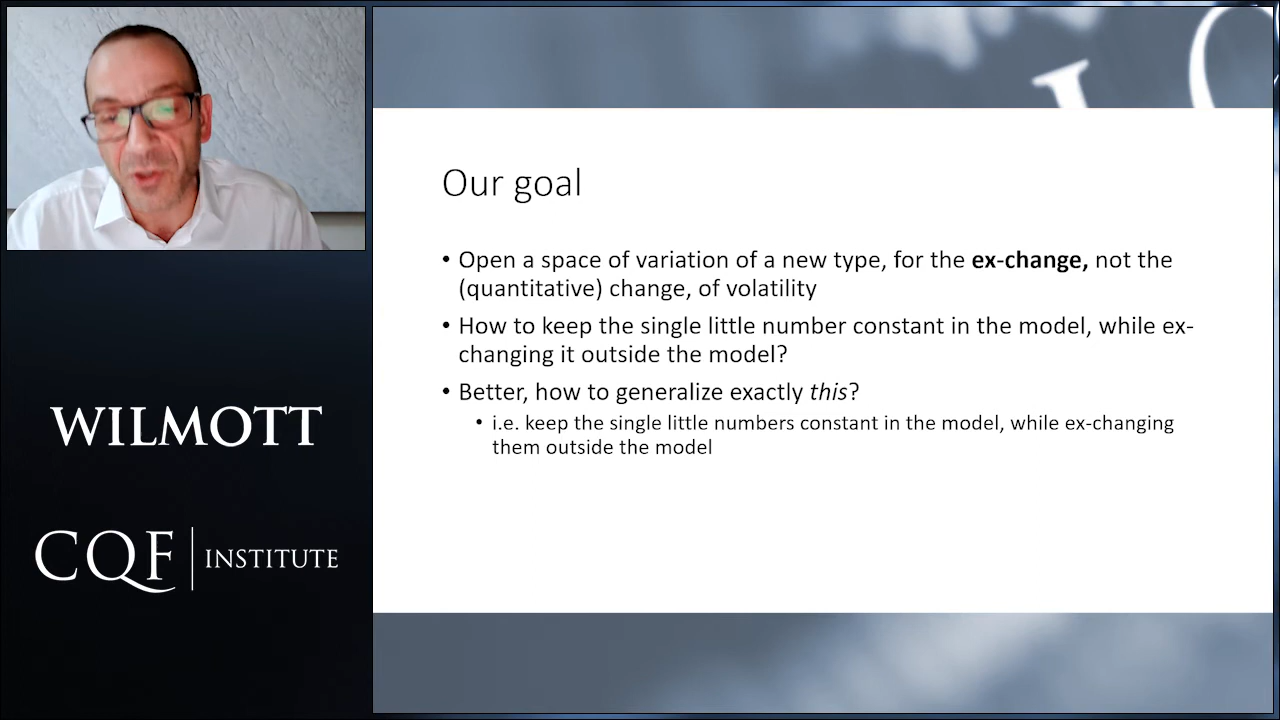 WILMOTT
CQF | INSTITUTE
Our goal
• Open a space of variation of a new type, for the ex-change, not the
(quantitative) change, of volatility
• How to keep the single little number constant in the model, while ex-
changing it outside the model?
• Better, how to generalize exactly this?
• i.e. keep the single little numbers constant in the model, while ex-changing
them outside the model